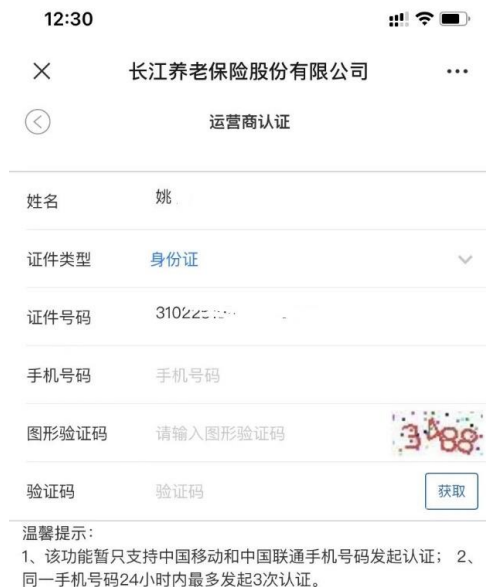 12:30
长江养老保险股份有限公司
运营商认证
姓名 姚
证件类型 身份证
证件号码
手机号码 手机号码
图形验证码 请输入图形验证码
验证码 验证码 获取
温馨提示：
1、该功能暂只支持中国移动和中国联通手机号码发起认证； 2、
同一手机号码24小时内最多发起3次认证。